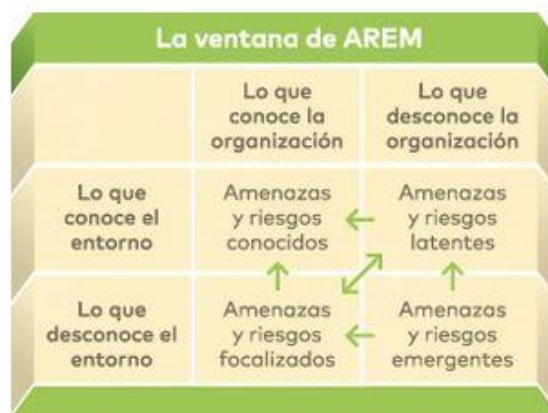 La ventana de AREM
Lo que
conoce la
organización
Lo que
desconoce la
organización
Lo que
conoce el
entorno
Amenazas
y riesgos
conocidos
Amenazas
y riesgos
latentes
Lo que
desconoce el
entorno
Amenazas
y riesgos
focalizados
Amenazas
y riesgos
emergentes